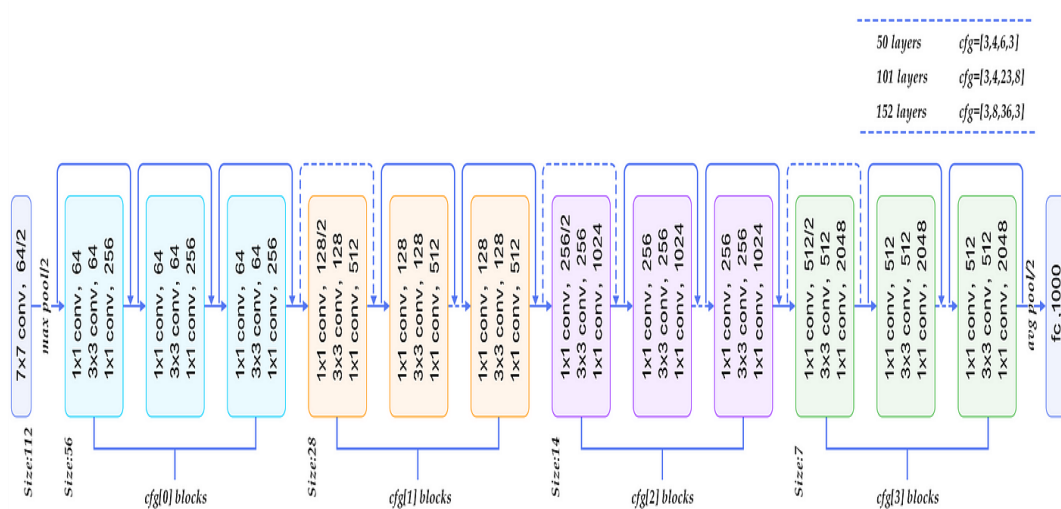 50 layers cfg=[3,4,6,3]
101 layers cfg=[3,4,23,8]
152 layers cfg=[3,8,36,3]
7x7 conv, 64/2
max pool/2
1x1 conv, 64
3x3 conv, 64
1x1 conv, 256
1x1 conv, 64
3x3 conv, 64
1x1 conv, 256
1x1 conv, 64
3x3 conv, 64
1x1 conv, 256
1x1 conv, 128/2
3x3 conv, 128
1x1 conv, 512
1x1 conv, 128
3x3 conv, 128
1x1 conv, 512
1x1 conv, 128
3x3 conv, 128
1x1 conv, 512
1x1 conv, 256/2
3x3 conv, 256
1x1 conv, 1024
1x1 conv, 256
3x3 conv, 256
1x1 conv, 1024
1x1 conv, 256
3x3 conv, 256
1x1 conv, 1024
1x1 conv, 512/2
3x3 conv, 512
1x1 conv, 2048
1x1 conv, 512
3x3 conv, 512
1x1 conv, 2048
1x1 conv, 512
3x3 conv, 512
1x1 conv, 2048
avg pool/2
fc, 1000
Size:112
Size:56
Size:28
Size:14
Size:7
cfg[0] blocks
cfg[1] blocks
cfg[2] blocks
cfg[3] blocks